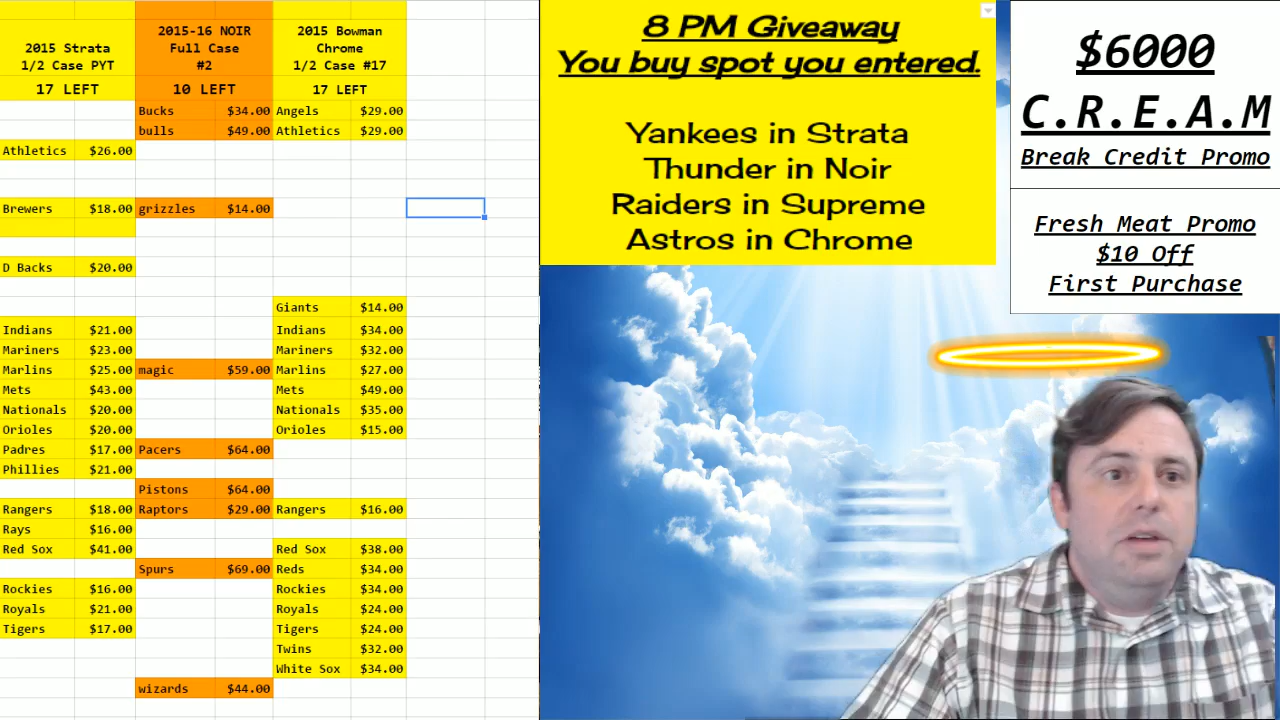 2015 Strata
1/2 Case PYT
17 LEFT
2015-16 NOIR
Full Case
#2
10 LEFT
2015 Bowman
Chrome
1/2 Case #17
17 LEFT
Bucks $34.00 Angels $29.00
bulls $49.00 Athletics $29.00
Athletics $26.00
Brewers $18.00 grizzles $14.00
D Backs $20.00
Giants $14.00
Indians $21.00 Indians $34.00
Mariners $23.00 Mariners $32.00
Marlins $25.00 magic $59.00 Marlins $27.00
Mets $43.00 Mets $49.00
Nationals $20.00 Nationals $35.00
Orioles $20.00 Orioles $15.00
Padres $17.00 Pacers $64.00
Phillies $21.00
Pistons $64.00
Rangers $18.00 Raptors $29.00 Rangers $16.00
Rays $16.00
Red Sox $41.00 Red Sox $38.00
Spurs $69.00 Reds $34.00
Rockies $16.00 Rockies $34.00
Royals $21.00 Royals $24.00
Tigers $17.00 Tigers $24.00
Twins $32.00
White Sox $34.00
wizards $44.00
8 PM Giveaway
You buy spot you entered.
Yankees in Strata
Thunder in Noir
Raiders in Supreme
Astros in Chrome
$6000
C.R.E.A.M
Break Credit Promo
Fresh Meat Promo
$10 Off
First Purchase